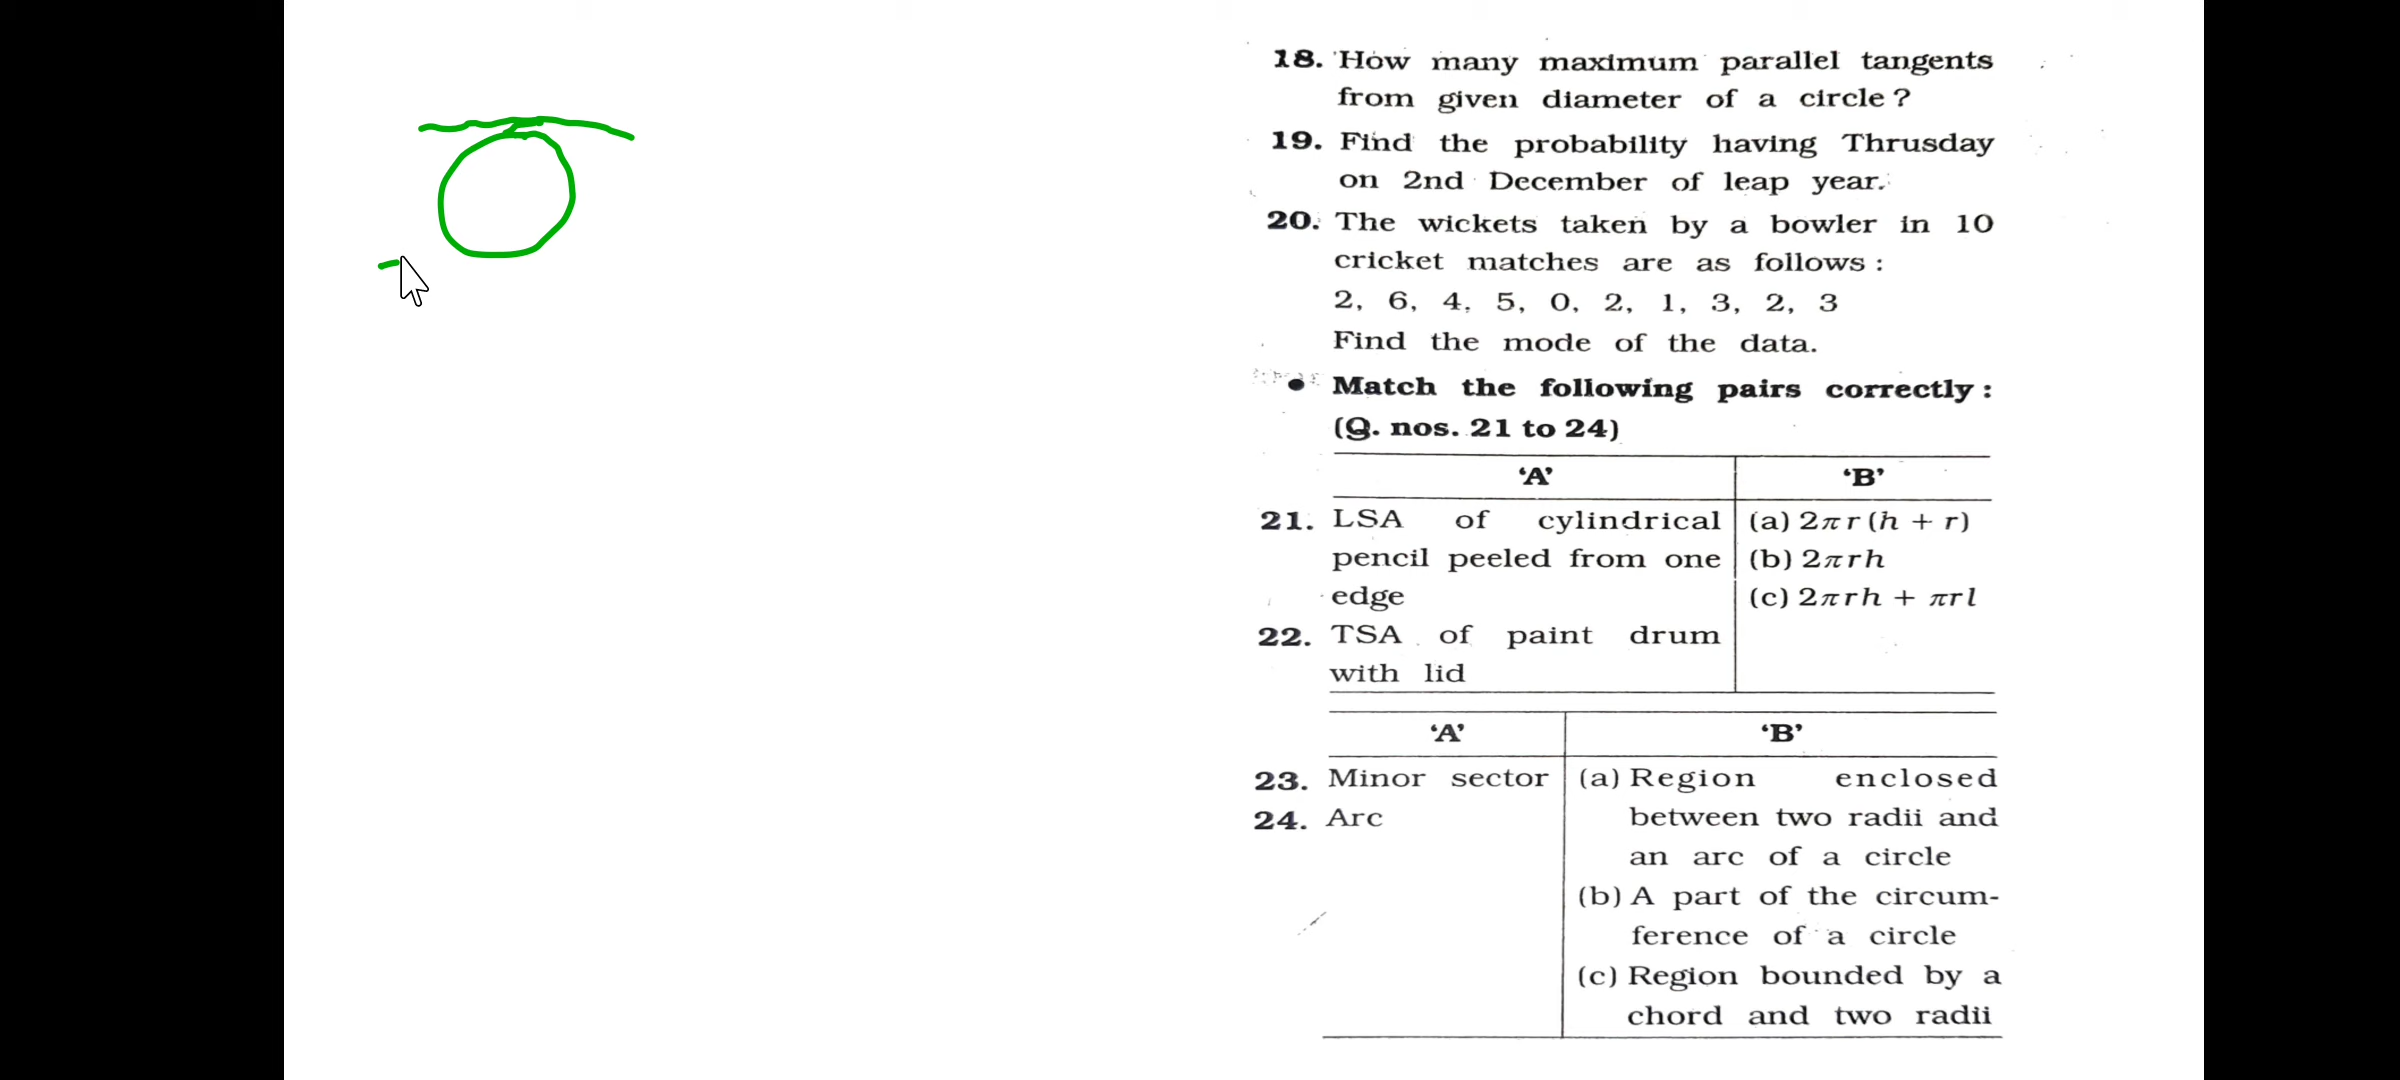 18. How many maximum parallel tangents
from given diameter of a circle ?
19. Find the probability having Thrusday
on 2nd December of leap year.
20. The wickets taken by a bowler in 10
cricket matches are as follows :
2, 6, 4, 5, 0, 2, 1, 3, 2, 3
Find the mode of the data.
• Match the following pairs correctly :
(Q. nos. 21 to 24)
‘A’ ‘B’
21. LSA of cylindrical (a) 2πr(h + r)
pencil peeled from one (b) 2πrh
edge (c) 2πrh + πrl
22. TSA of paint drum
with lid
‘A’ ‘B’
23. Minor sector (a) Region enclosed
24. Arc between two radii and
an arc of a circle
(b) A part of the circum-
ference of a circle
(c) Region bounded by a
chord and two radii